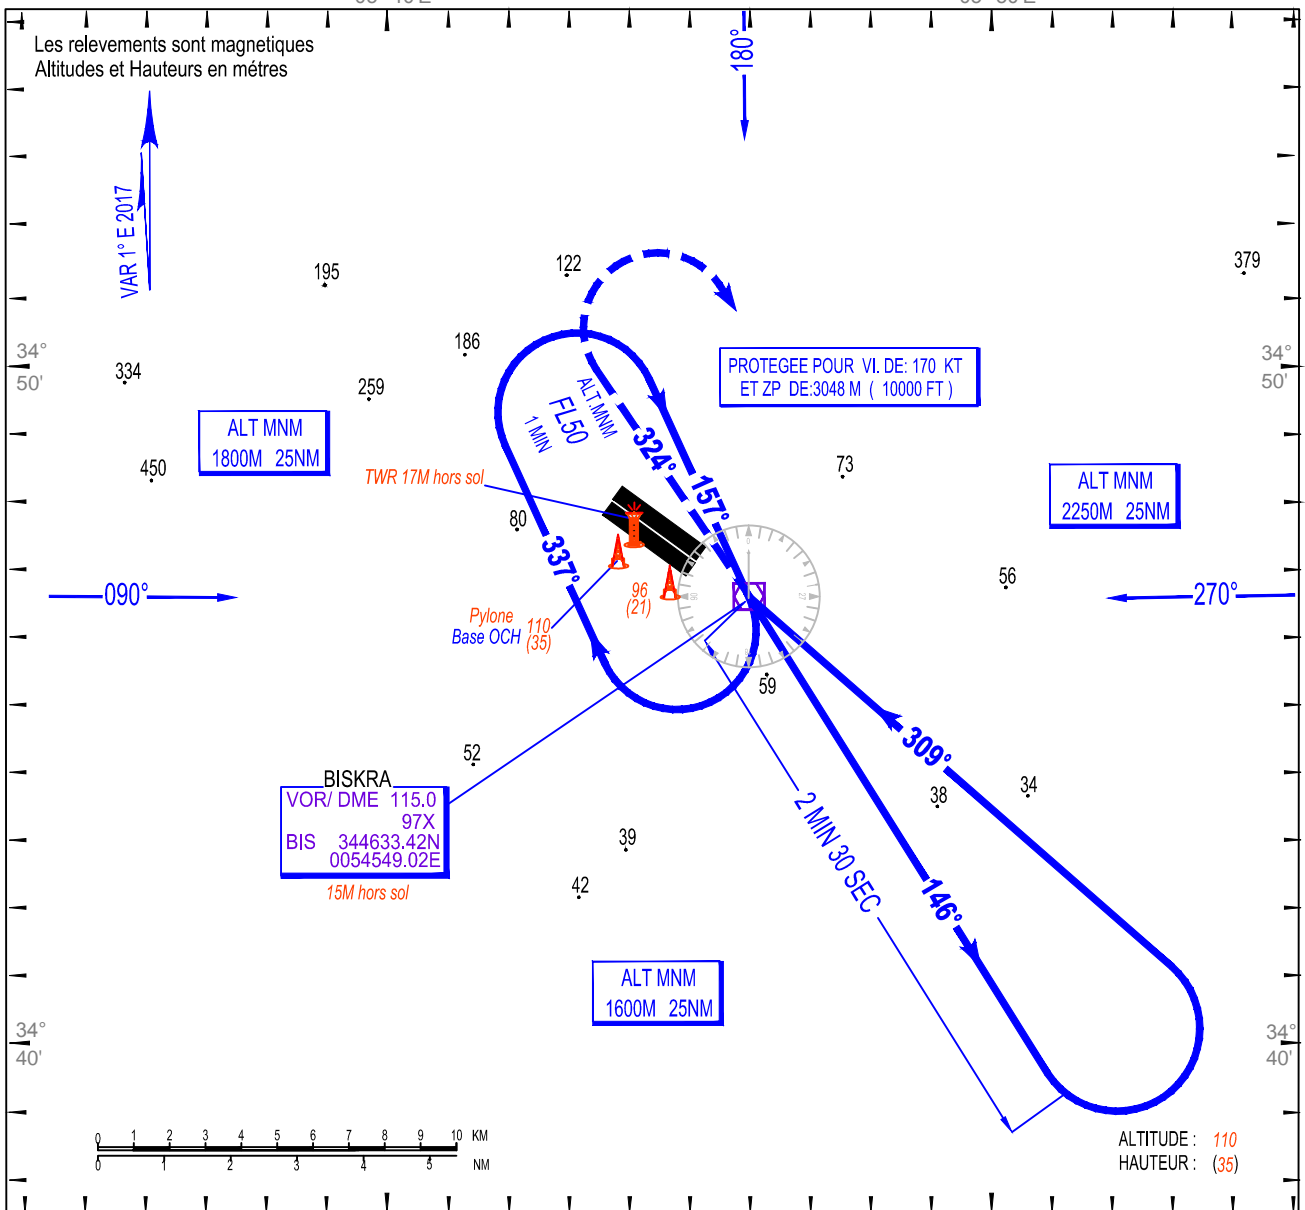 Les relevements sont magnetiques
Altitudes et Hauteurs en métres
180°
VAR 1° E 2017
195
122
379
186
34°
50'
34°
50'
334
259
PROTEGEE POUR VI. DE: 170 KT
ET ZP DE:3048 M ( 10000 FT )
ALT.MNM
FL50
1 MIN
324°
157°
ALT MNM
1800M 25NM
450
TWR 17M hors sol
73
ALT MNM
2250M 25NM
80
337°
56
090°
270°
96
(21)
Pylone
Base OCH
110
(35)
59
309°
52
BISKRA
VOR/ DME 115.0
97X
BIS 344633.42N
0054549.02E
15M hors sol
38
34
2 MIN 30 SEC
39
42
146°
ALT MNM
1600M 25NM
34°
40'
34°
40'
0 1 2 3 4 5 6 7 8 9 10 KM
0 1 2 3 4 5 NM
ALTITUDE : 110
HAUTEUR : (35)